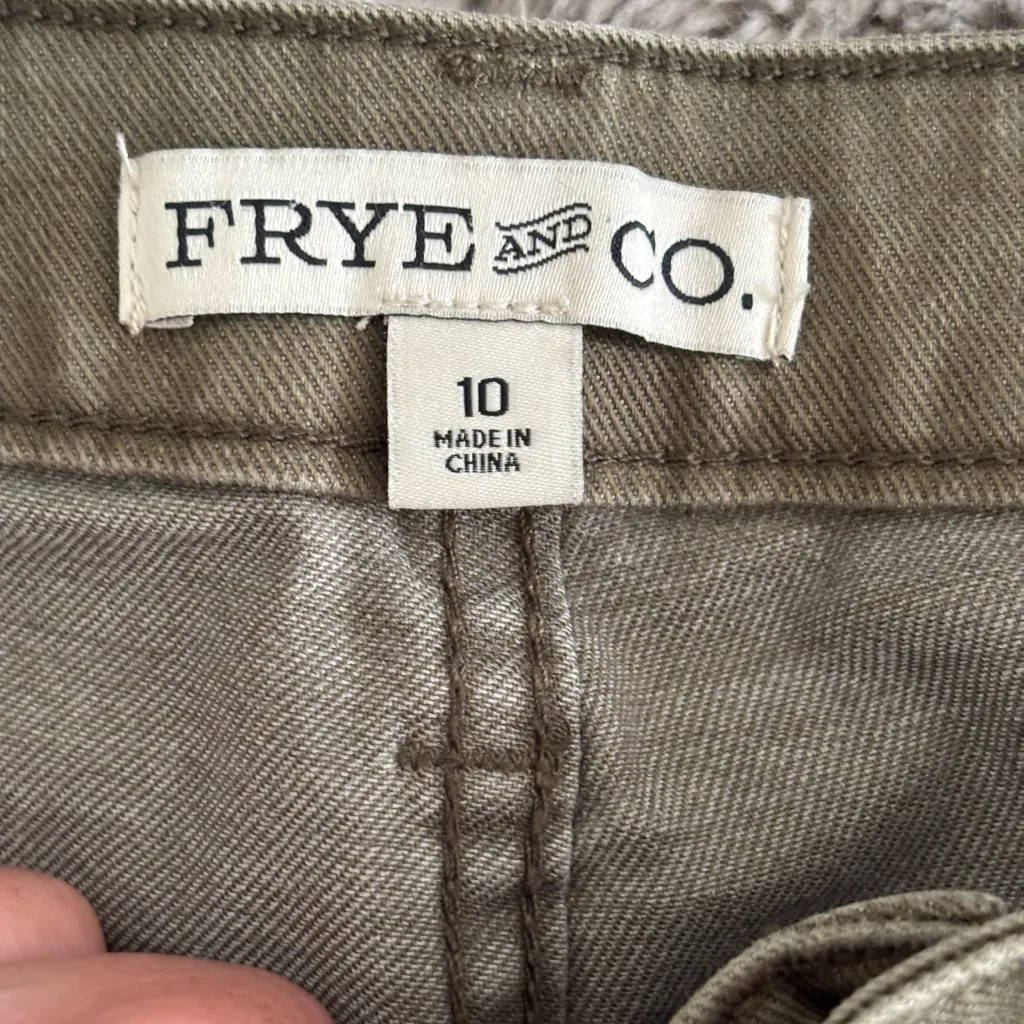 FRYE AND CO.
10
MADE IN
CHINA